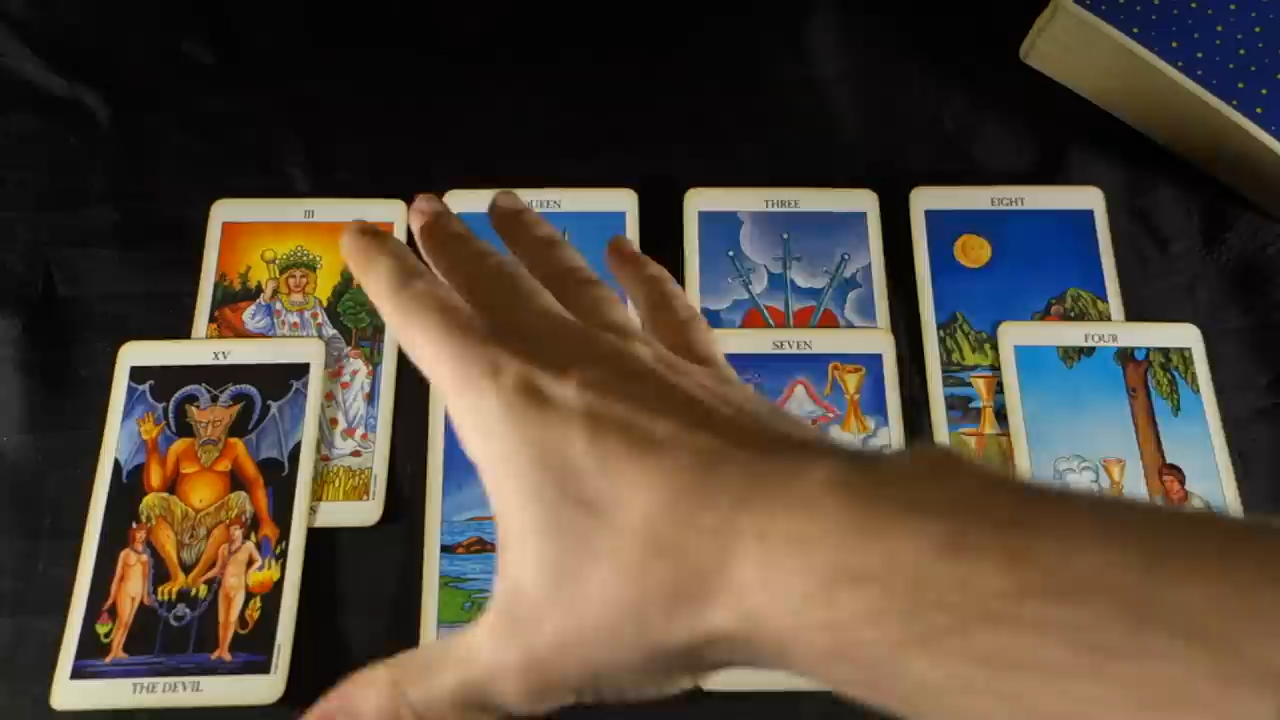 III
QUEEN
THREE
EIGHT
XV
SEVEN
FOUR
THE DEVIL